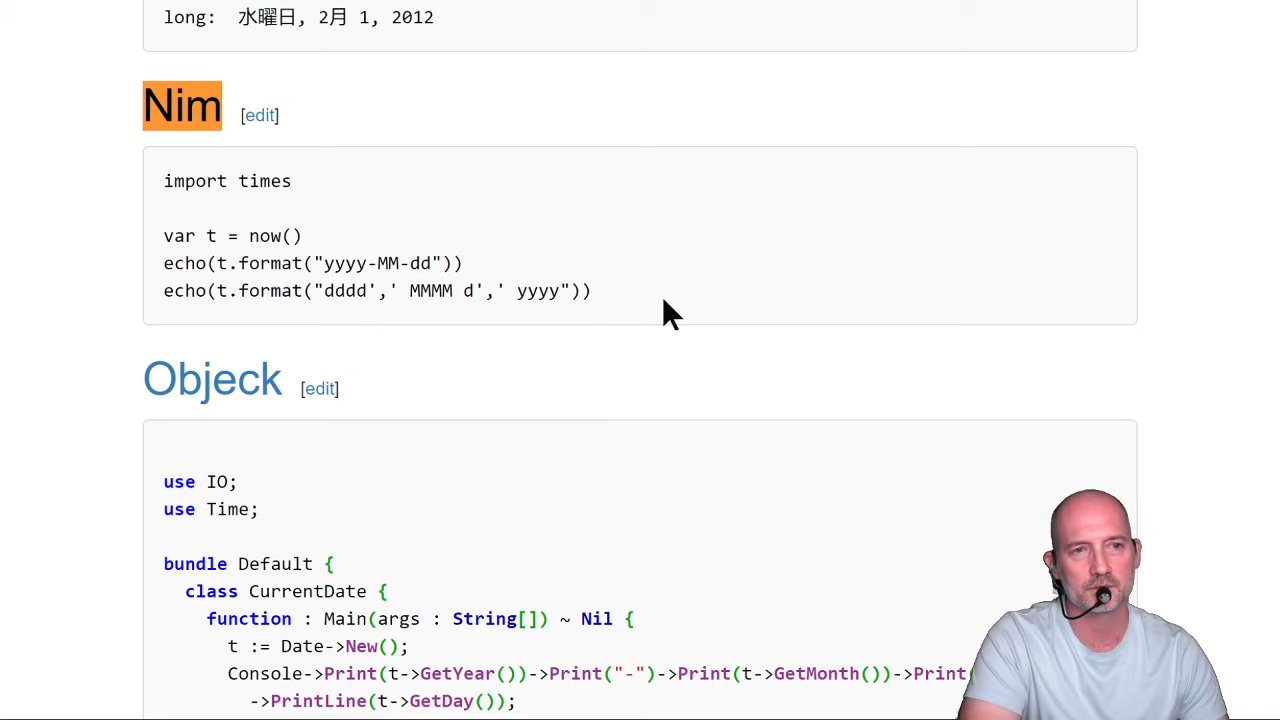 long:  水曜日, 2月 1, 2012
Nim [edit]
import times
var t = now()
echo(t.format("yyyy-MM-dd"))
echo(t.format("dddd',' MMMM d',' yyyy"))
Objeck [edit]
use IO;
use Time;
bundle Default {
class CurrentDate {
function : Main(args : String[]) ~ Nil {
t := Date->New();
Console->Print(t->GetYear())->Print("-")->Print(t->GetMonth())->Print(
->PrintLine(t->GetDay());